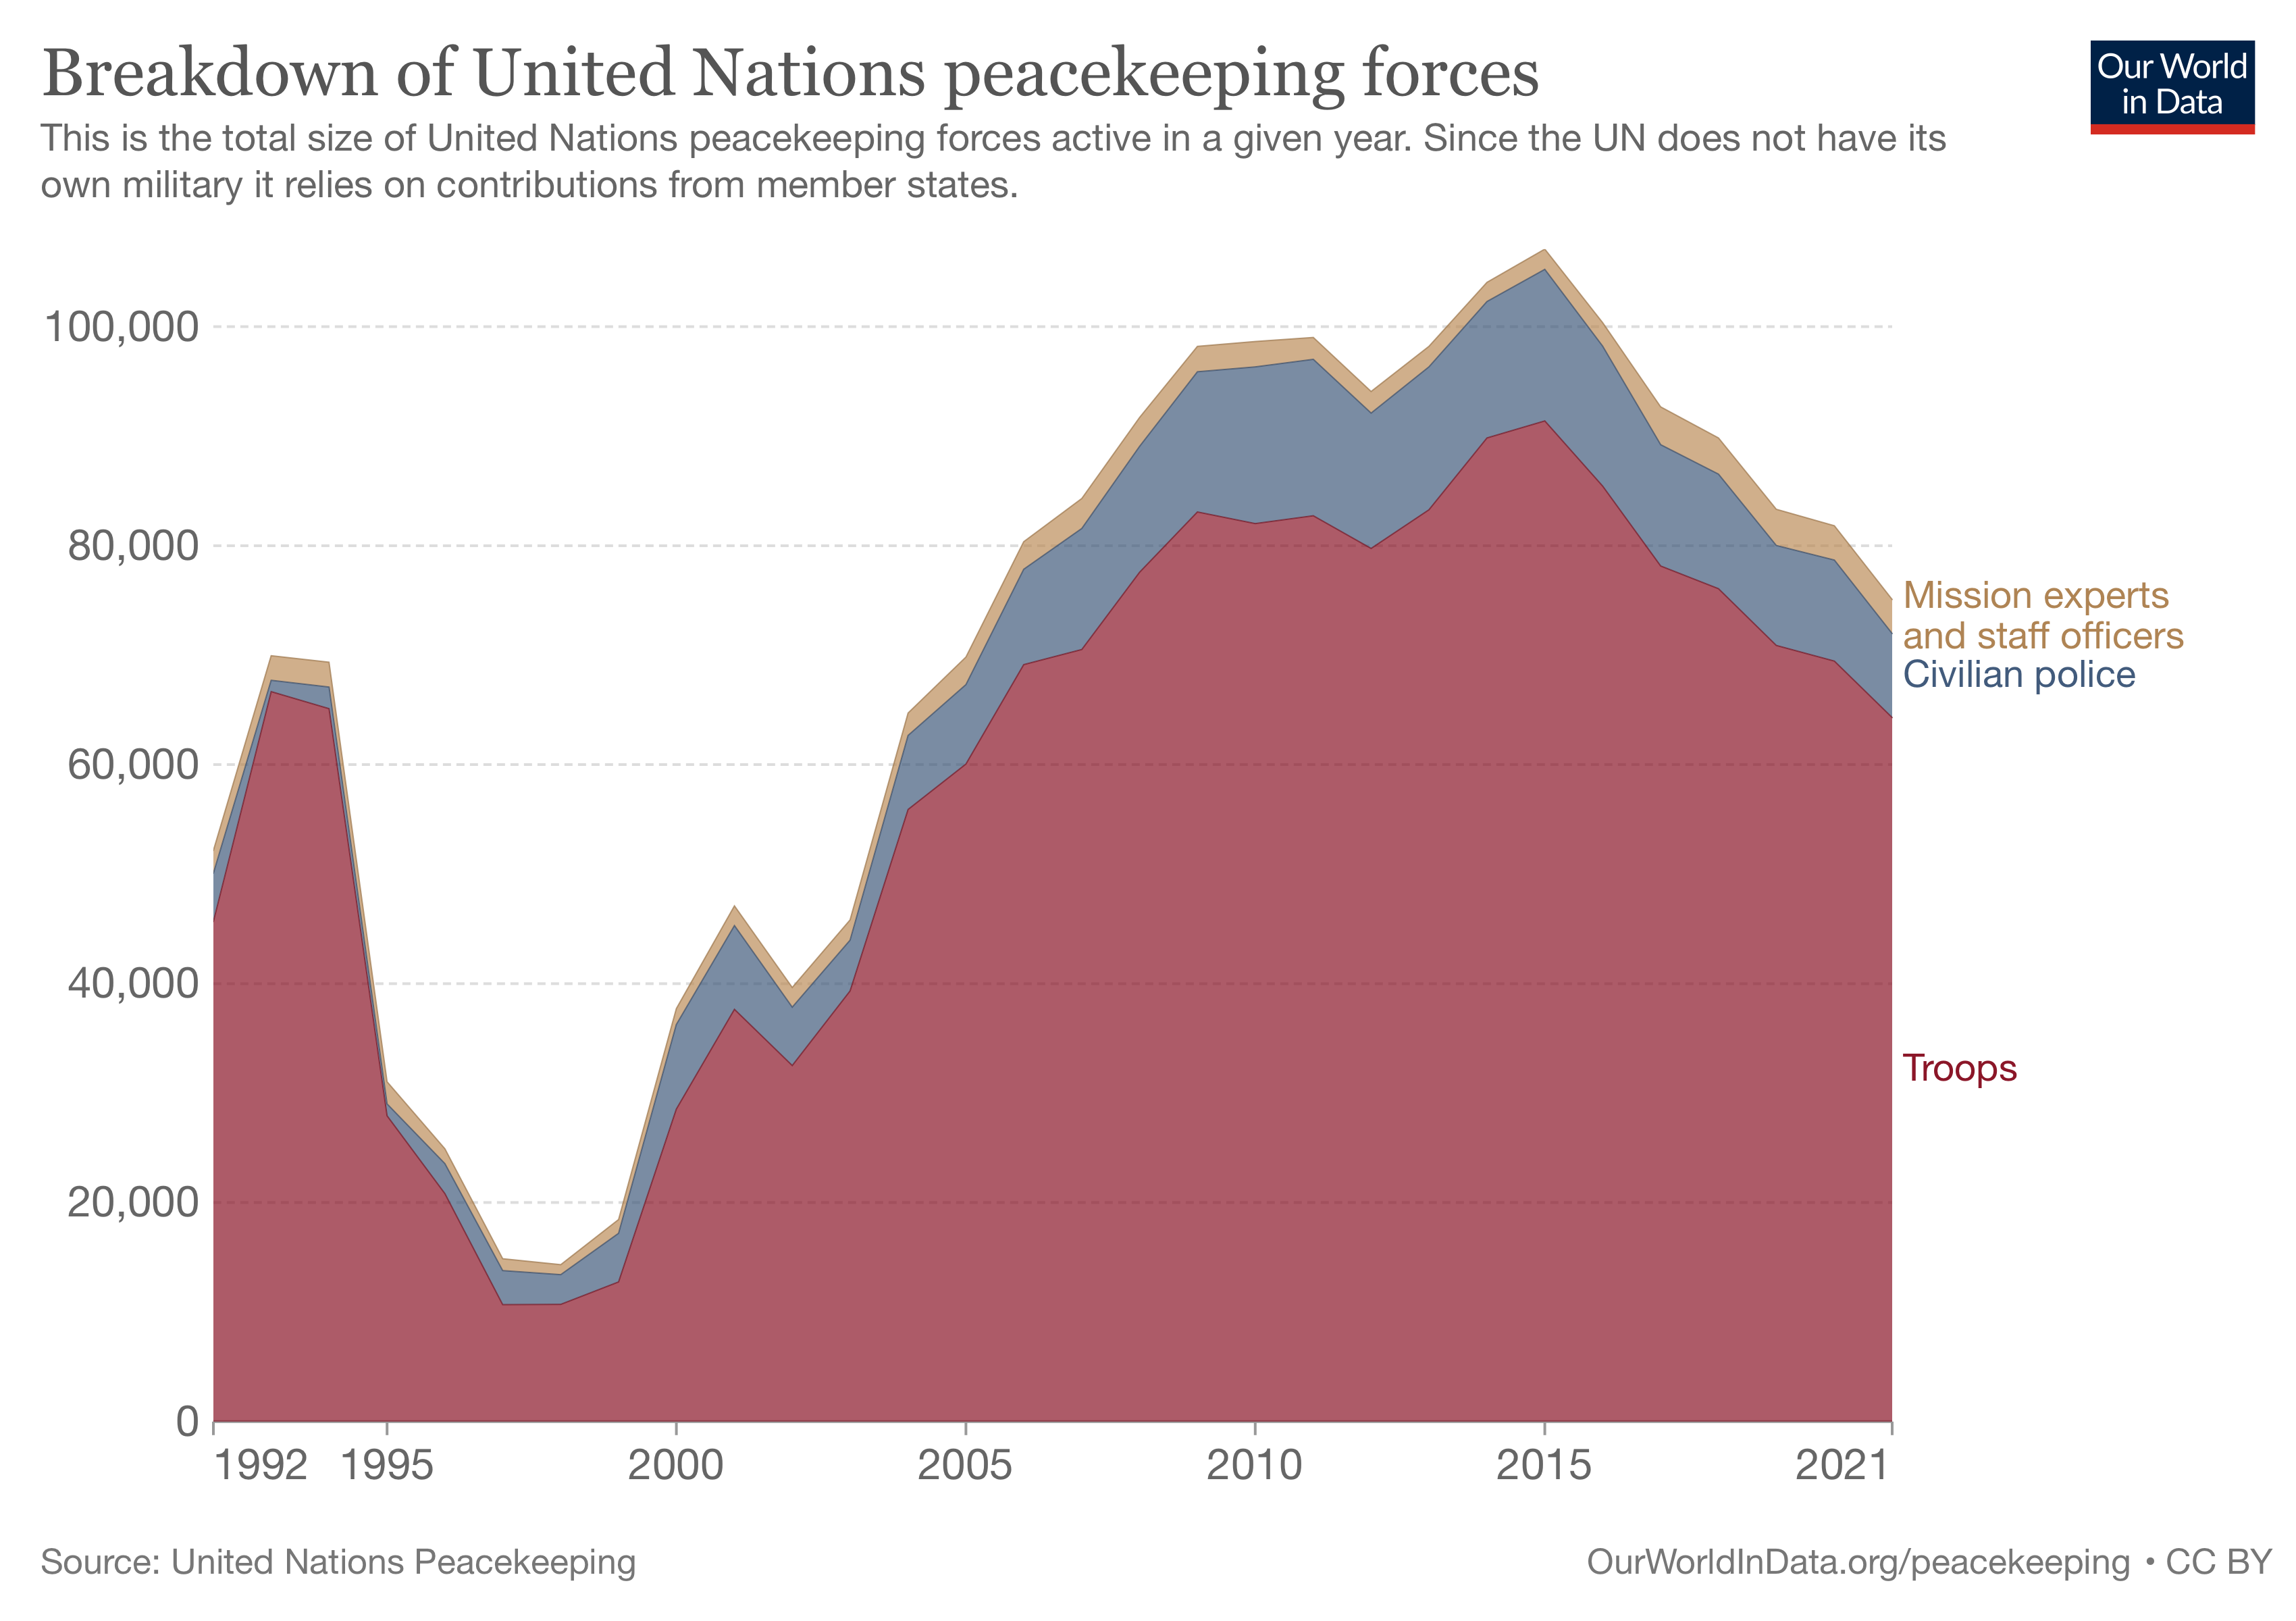 Breakdown of United Nations peacekeeping forces
This is the total size of United Nations peacekeeping forces active in a given year. Since the UN does not have its
own military it relies on contributions from member states.
Our World
in Data
100,000
80,000
60,000
40,000
20,000
0
Mission experts
and staff officers
Civilian police
Troops
1992 1995 2000 2005 2010 2015 2021
Source: United Nations Peacekeeping
OurWorldInData.org/peacekeeping • CC BY